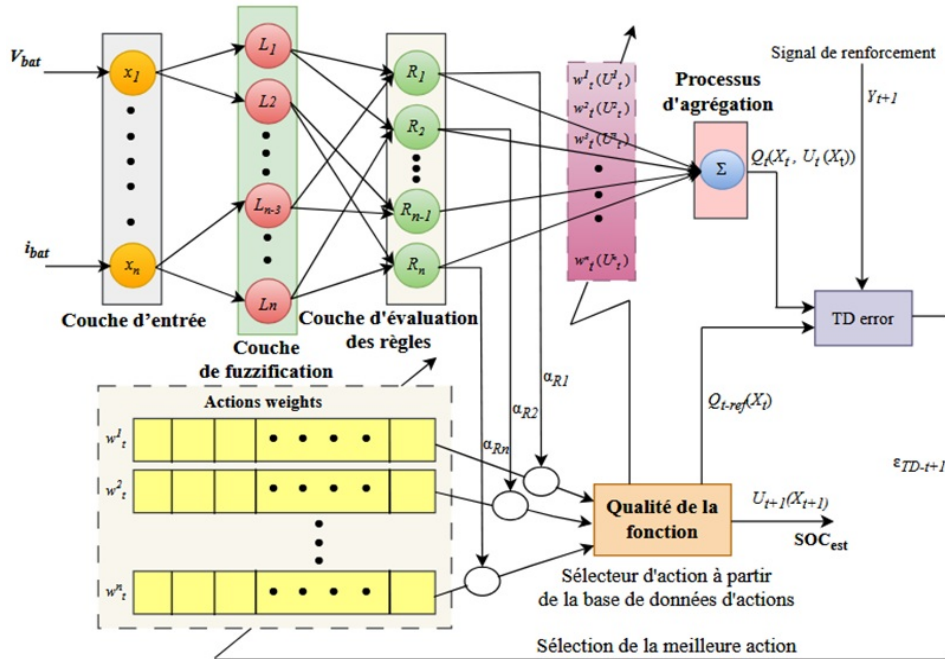 V_bat
i_bat
x_1
x_n
Couche d'entrée
L_1
L2
L_n-3
L_n
Couche
de fuzzification
R_1
R_2
R_n-1
R_n
Couche d'évaluation
des règles
w^1_t(U^1_t)
w^2_t(U^2_t)
w^3_t(U^3_t)
w^n_t(U^n_t)
Processus
d'agrégation
Σ
Signal de renforcement
γ_t+1
Q_t(X_t , U_t (X_t))
TD error
α_R1
α_R2
α_Rn
Q_t-ref(X_t)
ε_TD-t+1
Actions weights
w^1_t
w^2_t
w^n_t
Qualité de la
fonction
U_t+1(X_t+1)
SOC_est
Sélecteur d'action à partir
de la base de données d'actions
Sélection de la meilleure action